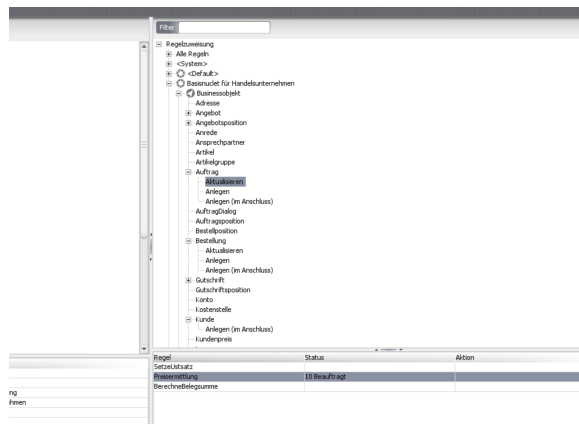 Filter
Regelzuweisung
Alle Regeln
<System>
<Default>
Basisnuclet für Handelsunternehmen
Businessobjekt
Adresse
Angebot
Angebotsposition
Anrede
Ansprechpartner
Artikel
Artikelgruppe
Auftrag
Aktualisieren
Anlegen
Anlegen (im Anschluss)
AuftragDialog
Auftragsposition
Bestellposition
Bestellung
Aktualisieren
Anlegen
Anlegen (im Anschluss)
Gutschrift
Gutschriftsposition
Konto
Kostenstelle
Kunde
Anlegen (im Anschluss)
Kundenpreis
Regel Status Aktion
SetzeUstsatz
Preisermittlung 10 Beauftragt
BerechneBelegsumme
ng
ehmen